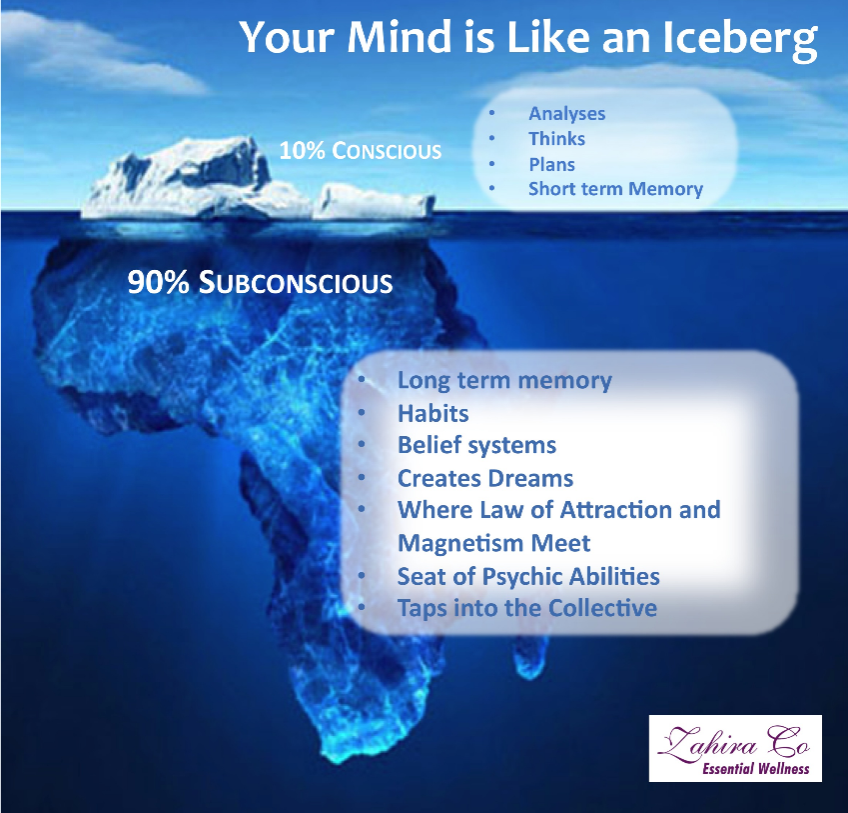 Your Mind is Like an Iceberg
• Analyses
• Thinks
• Plans
• Short term Memory
10% CONSCIOUS
90% SUBCONSCIOUS
• Long term memory
• Habits
• Belief systems
• Creates Dreams
• Where Law of Attraction and
Magnetism Meet
• Seat of Psychic Abilities
• Taps into the Collective
Zahira Co
Essential Wellness